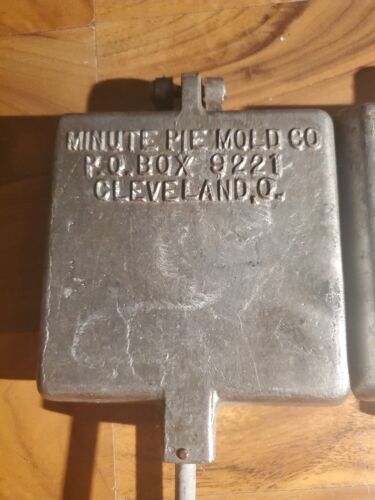 MINUTE PIE MOLD CO
P.O. BOX 9221
CLEVELAND,O.